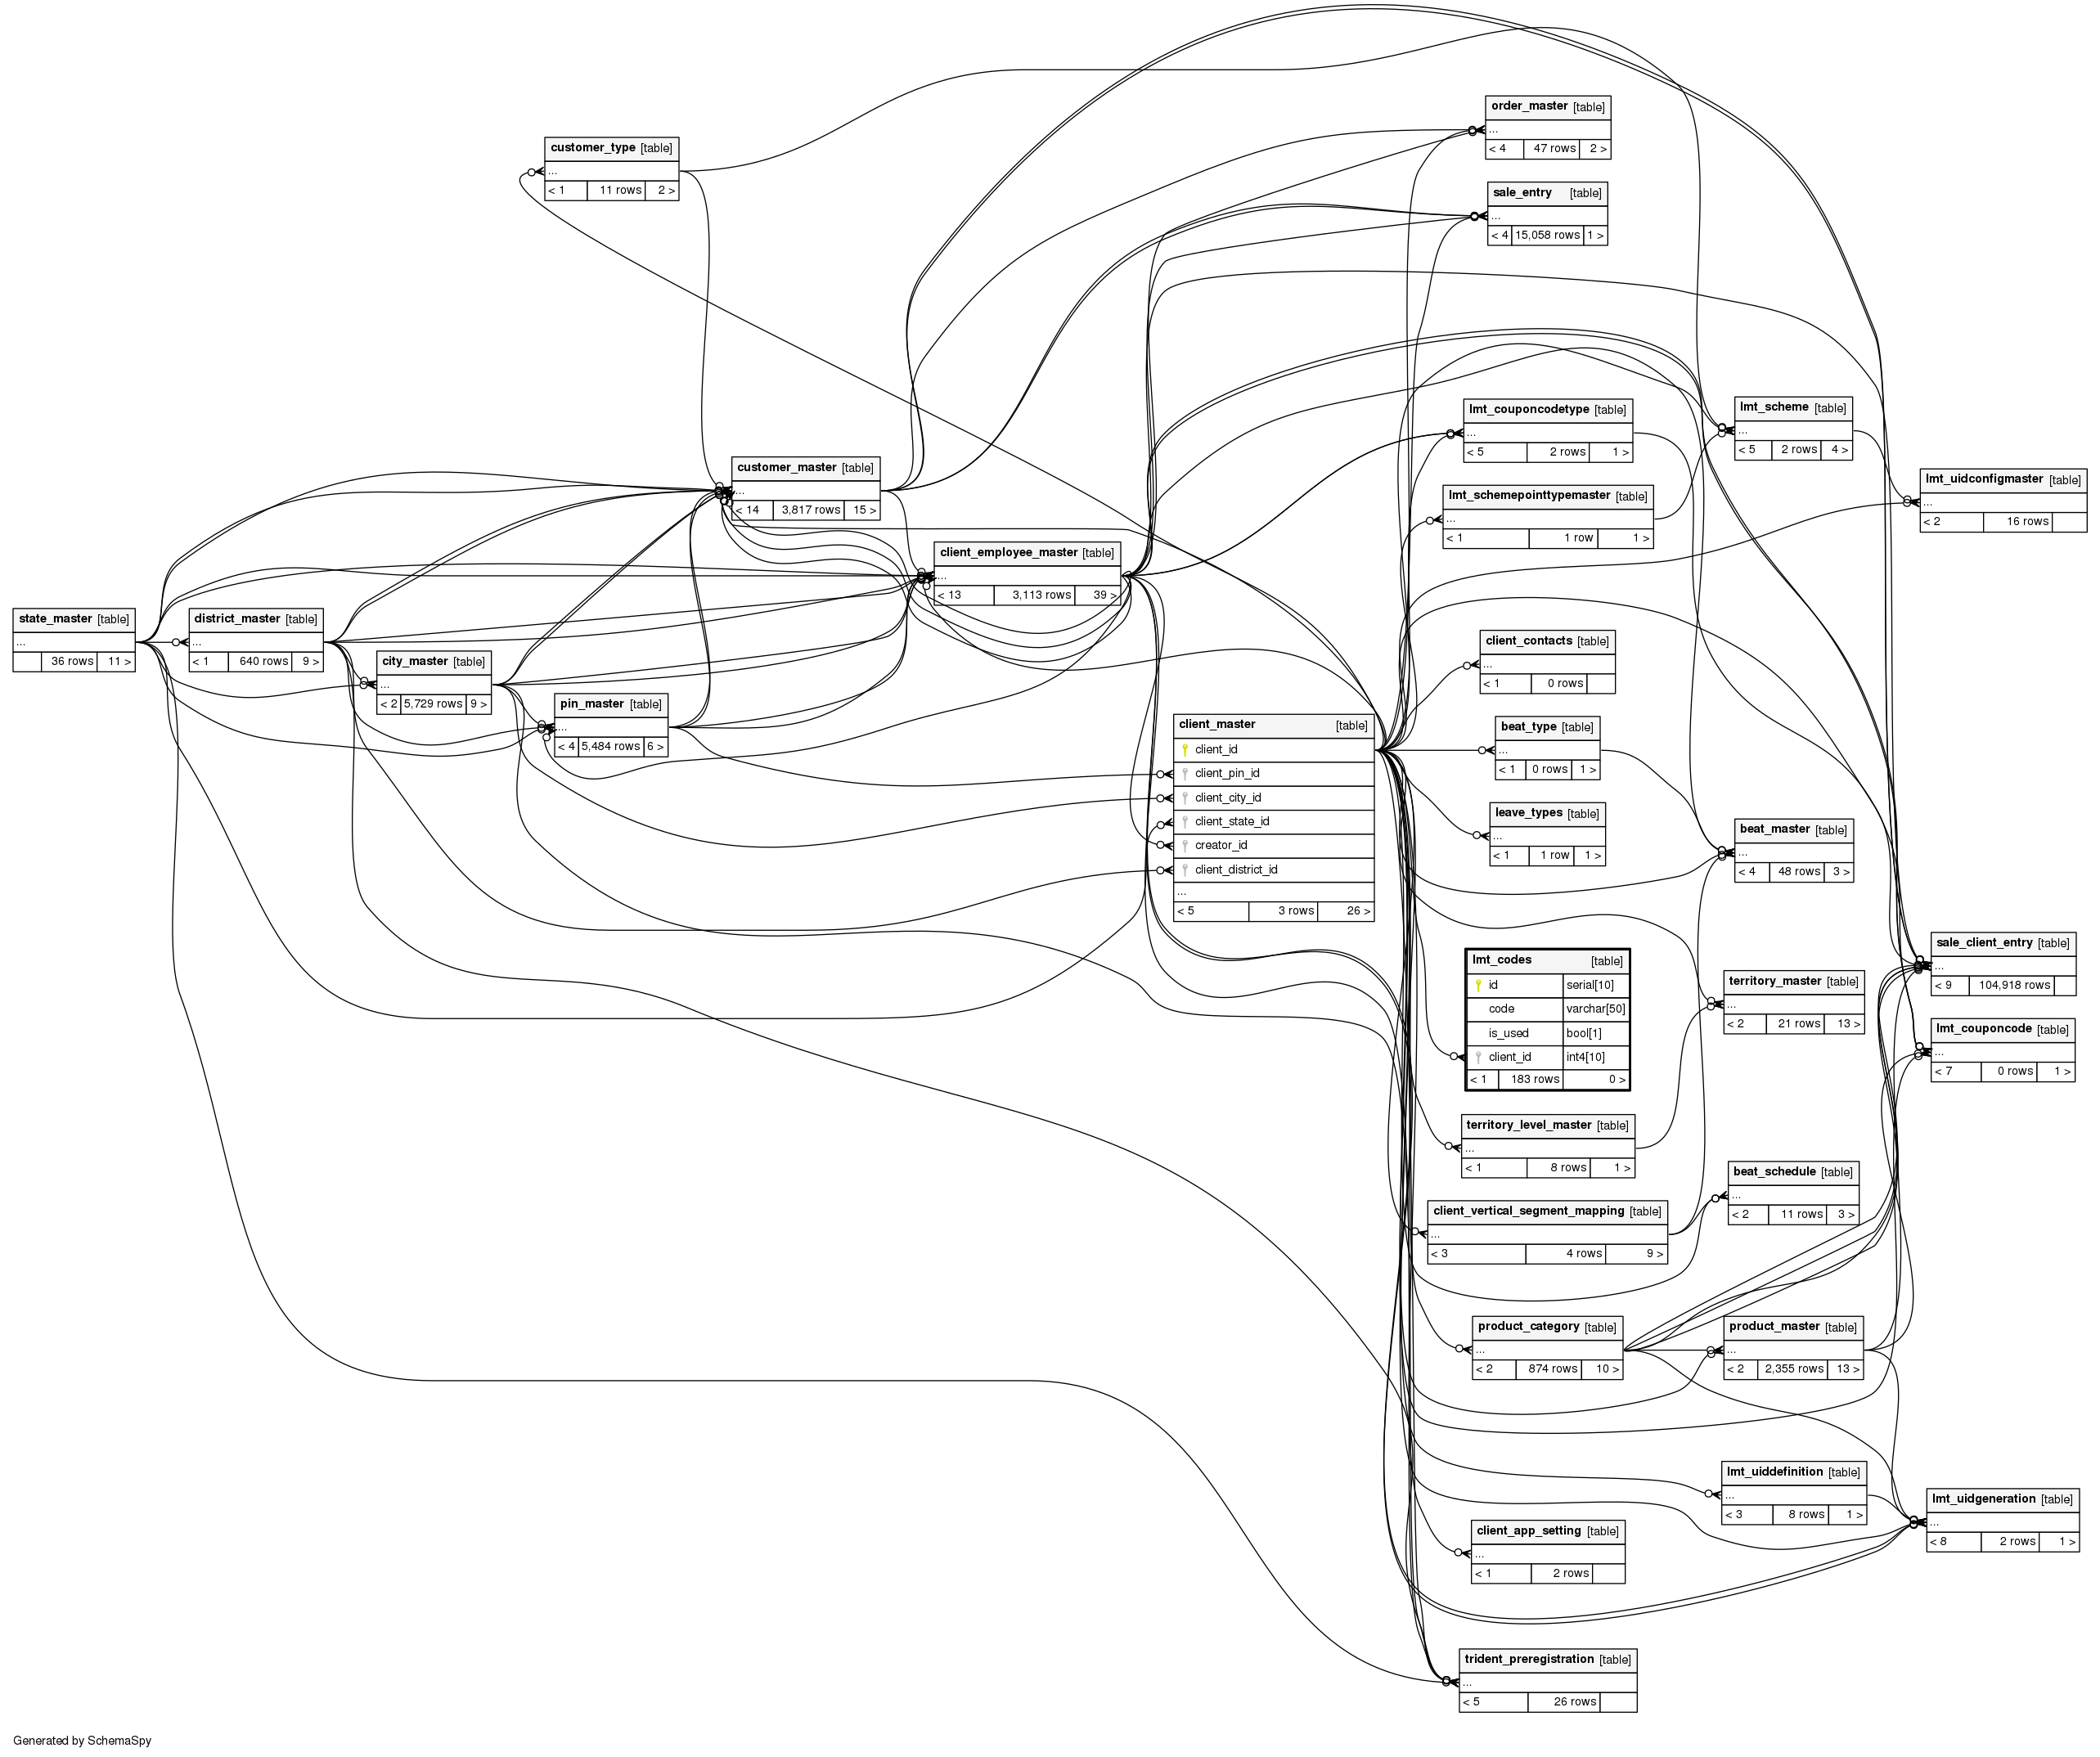 order_master [table]
...
< 4 47 rows 2 >
customer_type [table]
...
< 1 11 rows 2 >
sale_entry [table]
...
< 4 15,058 rows 1 >
lmt_couponcodetype [table]
...
< 5 2 rows 1 >
lmt_scheme [table]
...
< 5 2 rows 4 >
customer_master [table]
...
< 14 3,817 rows 15 >
lmt_schemepointtypemaster [table]
...
< 1 1 row 1 >
lmt_uidconfigmaster [table]
...
< 2 16 rows
client_employee_master [table]
...
< 13 3,113 rows 39 >
state_master [table]
...
36 rows 11 >
district_master [table]
...
< 1 640 rows 9 >
city_master [table]
...
< 2 5,729 rows 9 >
pin_master [table]
...
< 4 5,484 rows 6 >
client_contacts [table]
...
< 1 0 rows
client_master [table]
client_id
client_pin_id
client_city_id
client_state_id
creator_id
client_district_id
...
< 5 3 rows 26 >
beat_type [table]
...
< 1 0 rows 1 >
leave_types [table]
...
< 1 1 row 1 >
beat_master [table]
...
< 4 48 rows 3 >
lmt_codes [table]
id serial[10]
code varchar[50]
is_used bool[1]
client_id int4[10]
< 1 183 rows 0 >
sale_client_entry [table]
...
< 9 104,918 rows
territory_master [table]
...
< 2 21 rows 13 >
lmt_couponcode [table]
...
< 7 0 rows 1 >
territory_level_master [table]
...
< 1 8 rows 1 >
beat_schedule [table]
...
< 2 11 rows 3 >
client_vertical_segment_mapping [table]
...
< 3 4 rows 9 >
product_category [table]
...
< 2 874 rows 10 >
product_master [table]
...
< 2 2,355 rows 13 >
lmt_uiddefinition [table]
...
< 3 8 rows 1 >
lmt_uidgeneration [table]
...
< 8 2 rows 1 >
client_app_setting [table]
...
< 1 2 rows
trident_preregistration [table]
...
< 5 26 rows
Generated by SchemaSpy